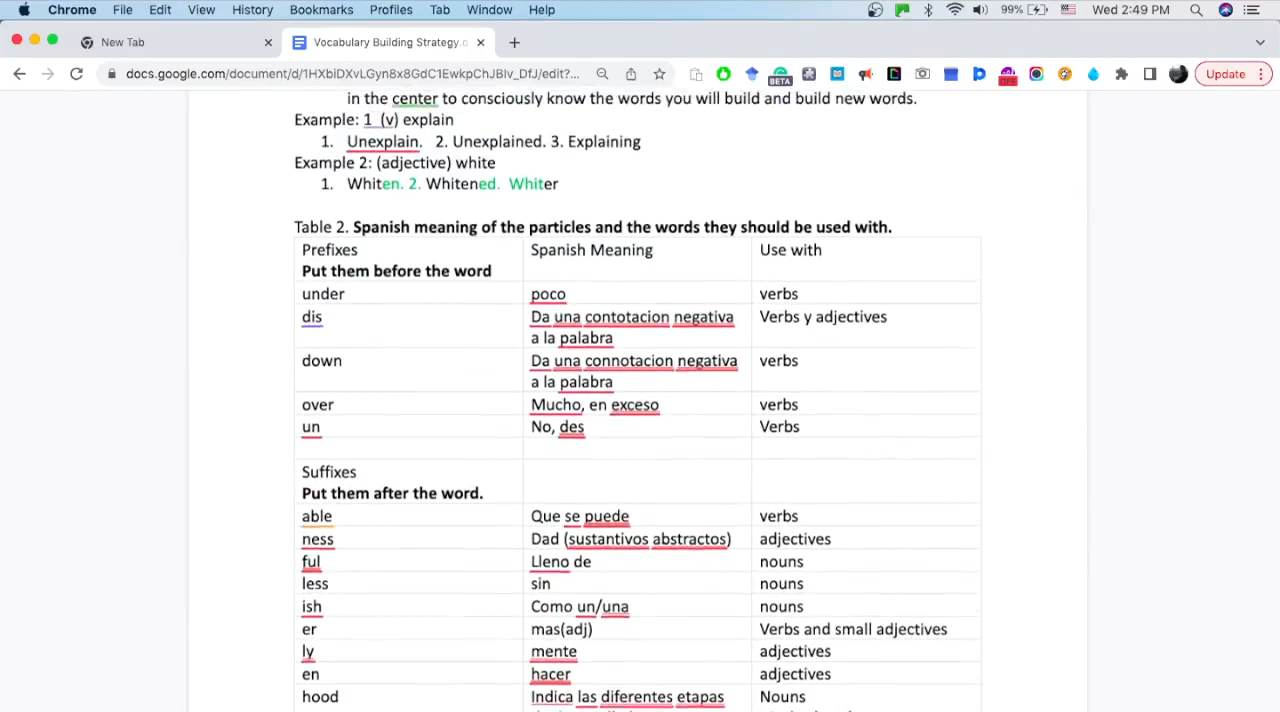 Chrome File Edit View History Bookmarks Profiles Tab Window Help 99% Wed 2:49 PM
New Tab Vocabulary Building Strategy.
docs.google.com/document/d/1HXbiDXvLGyn8x8GdC1EwkpChJBlv_DfJ/edit?... BETA OFF Update
in the center to consciously know the words you will build and build new words.
Example: 1 (v) explain
1. Unexplain. 2. Unexplained. 3. Explaining
Example 2: (adjective) white
1. Whiten. 2. Whitened. Whiter
Table 2. Spanish meaning of the particles and the words they should be used with.
Prefixes Spanish Meaning Use with
Put them before the word
under poco verbs
dis Da una contotacion negativa Verbs y adjectives
a la palabra
down Da una connotacion negativa verbs
a la palabra
over Mucho, en exceso verbs
un No, des Verbs
Suffixes
Put them after the word.
able Que se puede verbs
ness Dad (sustantivos abstractos) adjectives
ful Lleno de nouns
less sin nouns
ish Como un/una nouns
er mas(adj) Verbs and small adjectives
ly mente adjectives
en hacer adjectives
hood Indica las diferentes etapas Nouns